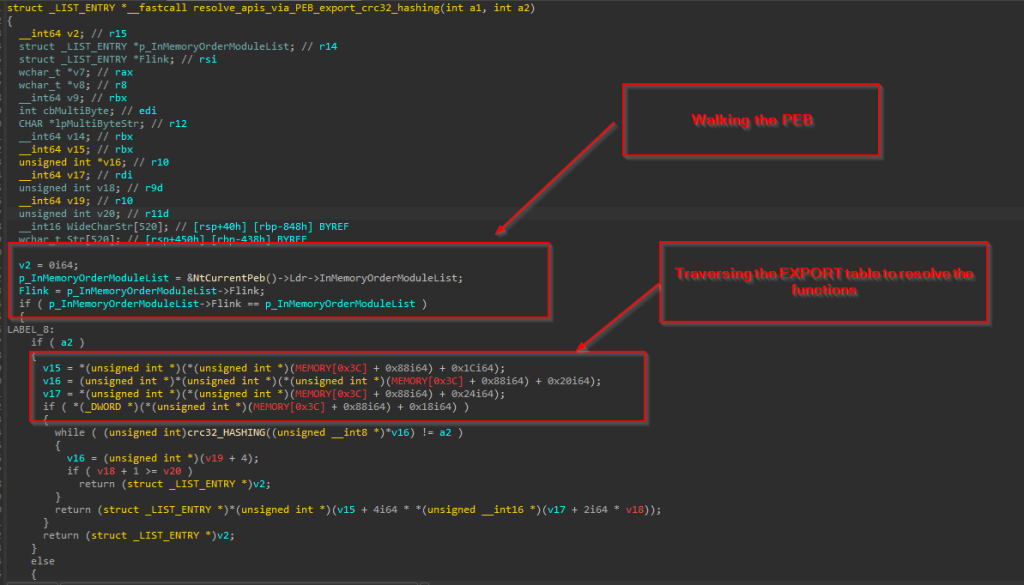 struct _LIST_ENTRY *__fastcall resolve_apis_via_PEB_export_crc32_hashing(int a1, int a2)
{
__int64 v2; // r15
struct _LIST_ENTRY *p_InMemoryOrderModuleList; // r14
struct _LIST_ENTRY *Flink; // rsi
wchar_t *v7; // rax
wchar_t *v8; // r8
__int64 v9; // rbx
int cbMultiByte; // edi
CHAR *lpMultiByteStr; // r12
__int64 v14; // rbx
__int64 v15; // rbx
unsigned int *v16; // r10
__int64 v17; // rdi
unsigned int v18; // r9d
__int64 v19; // r10
unsigned int v20; // r11d
__int16 WideCharStr[520]; // [rsp+40h] [rbp-848h] BYREF
wchar_t Str[520]; // [rsp+450h] [rbp-438h] BYREF
Walking the PEB
v2 = 0i64;
p_InMemoryOrderModuleList = &NtCurrentPeb()->Ldr->InMemoryOrderModuleList;
Flink = p_InMemoryOrderModuleList->Flink;
if ( p_InMemoryOrderModuleList->Flink == p_InMemoryOrderModuleList )
{
Traversing the EXPORT table to resolve the
functions
LABEL_8:
if ( a2 )
{
v15 = *(unsigned int *)(*(unsigned int *)(MEMORY[0x3C] + 0x88i64) + 0x1Ci64);
v16 = (unsigned int *)*(unsigned int *)(*(unsigned int *)(MEMORY[0x3C] + 0x88i64) + 0x20i64);
v17 = *(unsigned int *)(*(unsigned int *)(MEMORY[0x3C] + 0x88i64) + 0x24i64);
if ( *(_DWORD *)(*(unsigned int *)(MEMORY[0x3C] + 0x88i64) + 0x18i64) )
{
while ( (unsigned int)crc32_HASHING((unsigned __int8 *)*v16) != a2 )
{
v16 = (unsigned int *)(v19 + 4);
if ( v18 + 1 >= v20 )
return (struct _LIST_ENTRY *)v2;
}
return (struct _LIST_ENTRY *)*(unsigned int *)(v15 + 4i64 * *(unsigned __int16 *)(v17 + 2i64 * v18));
}
return (struct _LIST_ENTRY *)v2;
}
else
{